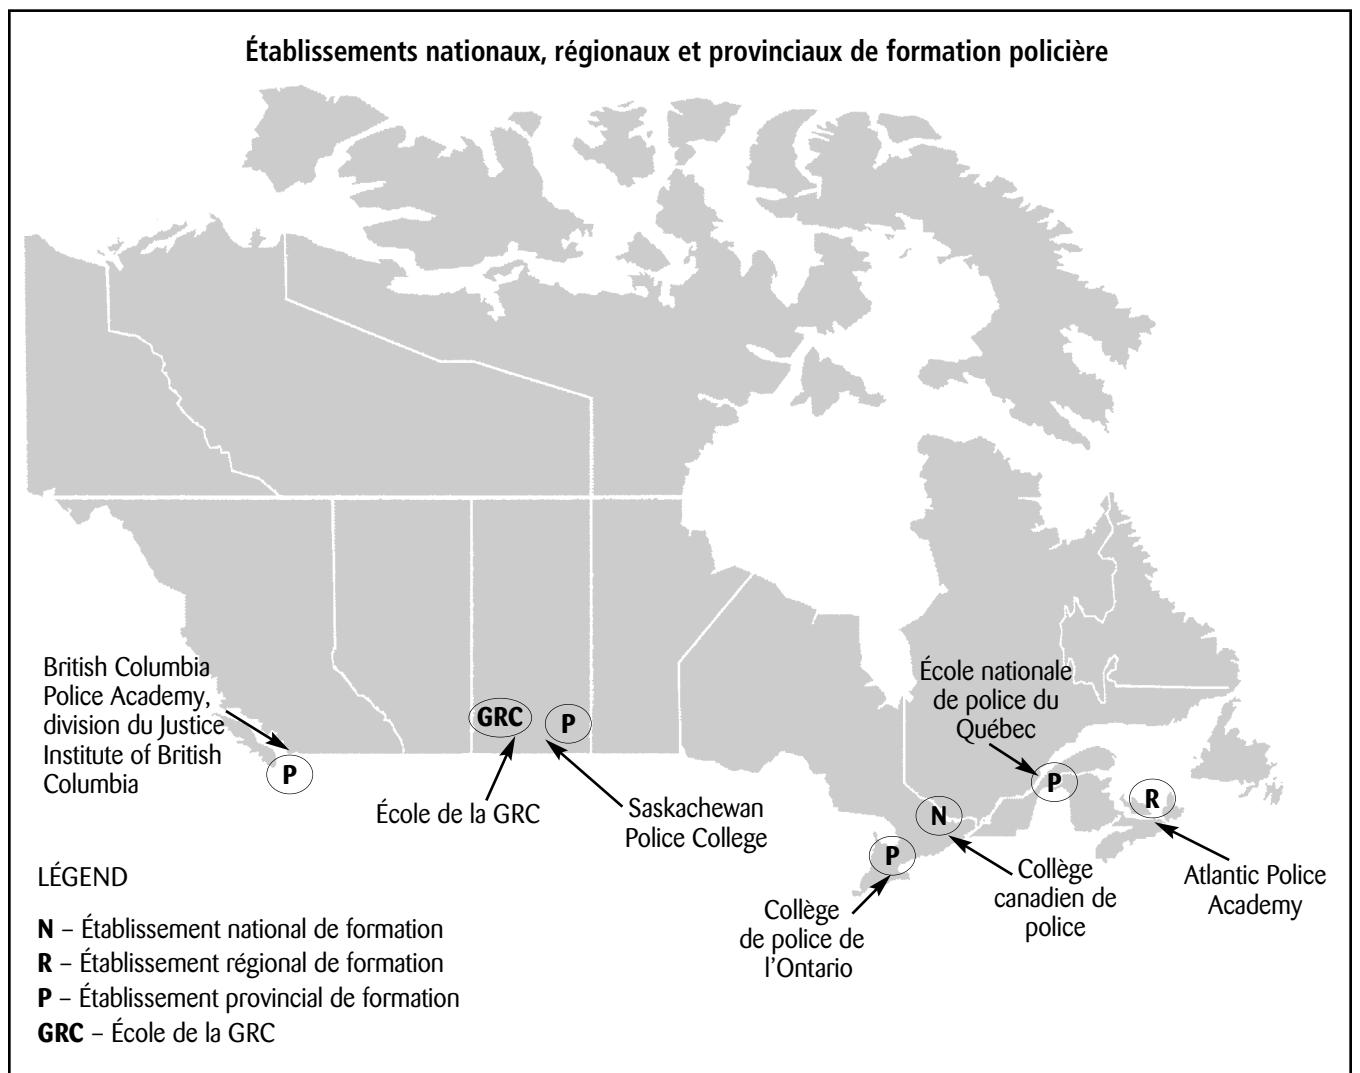 Établissements nationaux, régionaux et provinciaux de formation policière
British Columbia
Police Academy,
division du Justice
Institute of British
Columbia
P
GRC
P
École de la GRC
Saskachewan
Police College
École nationale
de police du
Québec
P
R
N
P
Collège
de police de
l'Ontario
Collège
canadien de
police
Atlantic Police
Academy
LÉGEND
N – Établissement national de formation
R – Établissement régional de formation
P – Établissement provincial de formation
GRC – École de la GRC